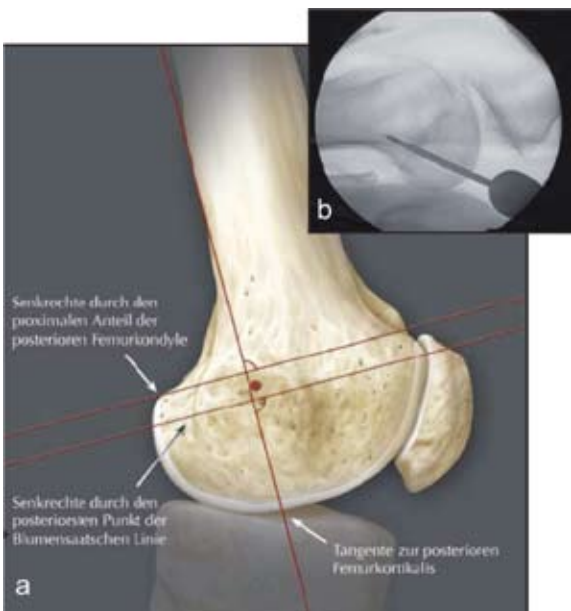 b
Senkrechte durch den
proximalen Anteil der
posterioren Femurkondyle
Senkrechte durch den
posteriorsten Punkt der
Blumensaatschen Linie
Tangente zur posterioren
Femurkortikalis
a